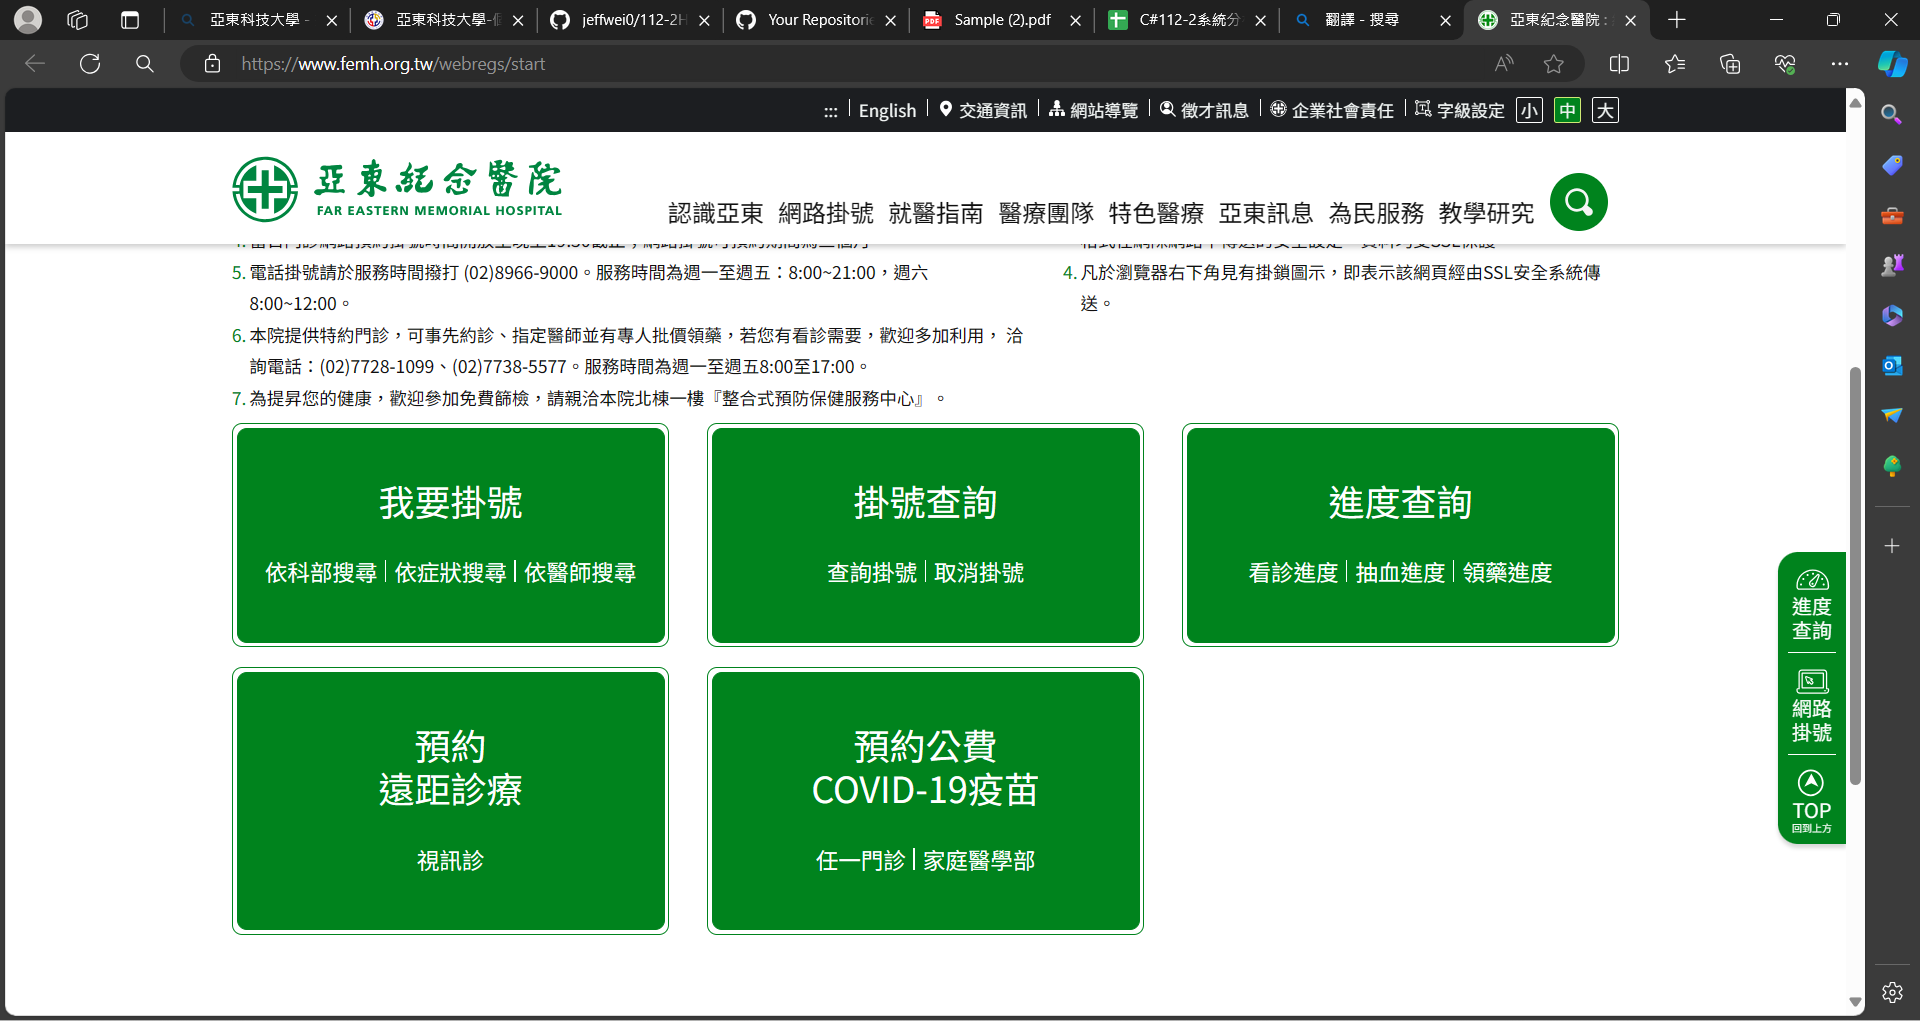 亞東科技大學 -
亞東科技大學-
jeffwei0/112-2H
Your Repositorie
Sample (2).pdf
C#112-2系統分
翻譯 - 搜尋
亞東紀念醫院 :
https://www.femh.org.tw/webregs/start
::: English 交通資訊 網站導覽 徵才訊息 企業社會責任 字級設定 小 中 大
亞東紀念醫院
FAR EASTERN MEMORIAL HOSPITAL
認識亞東 網路掛號 就醫指南 醫療團隊 特色醫療 亞東訊息 為民服務 教學研究
5. 電話掛號請於服務時間撥打 (02)8966-9000。服務時間為週一至週五：8:00~21:00，週六
8:00~12:00。
6. 本院提供特約門診，可事先約診、指定醫師並有專人批價領藥，若您有看診需要，歡迎多加利用， 洽
詢電話：(02)7728-1099、(02)7738-5577。服務時間為週一至週五8:00至17:00。
7. 為提昇您的健康，歡迎參加免費篩檢，請親洽本院北棟一樓『整合式預防保健服務中心』。
4. 凡於瀏覽器右下角見有掛鎖圖示，即表示該網頁經由SSL安全系統傳
送。
我要掛號
依科部搜尋 | 依症狀搜尋 | 依醫師搜尋
掛號查詢
查詢掛號 | 取消掛號
進度查詢
看診進度 | 抽血進度 | 領藥進度
預約
遠距診療
視訊診
預約公費
COVID-19疫苗
任一門診 | 家庭醫學部
進度
查詢
網路
掛號
TOP
回到上方